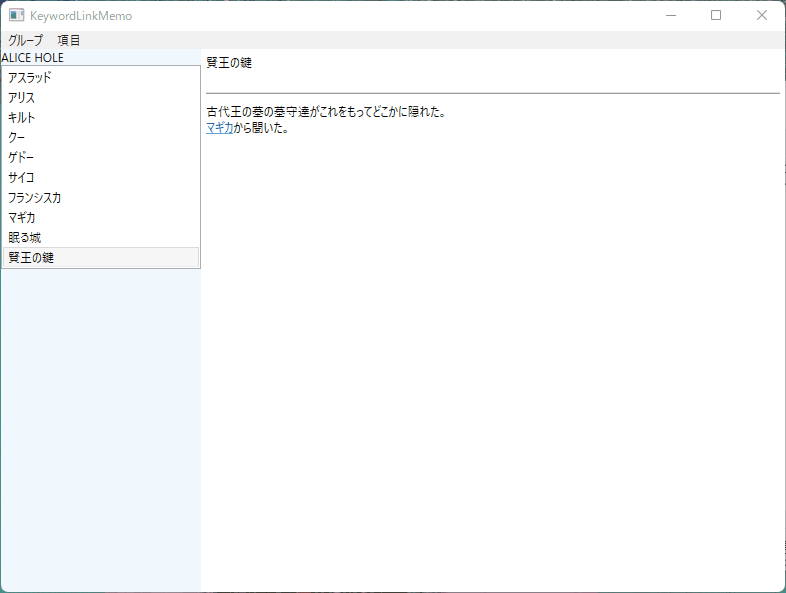 KeywordLinkMemo
グループ 項目
ALICE HOLE
アスラッド
アリス
キルト
クー
ゲドー
サイコ
フランシスカ
マギカ
眠る城
賢王の鍵
賢王の鍵
古代王の墓の墓守達がこれをもってどこかに隠れた。
マギカから聞いた。